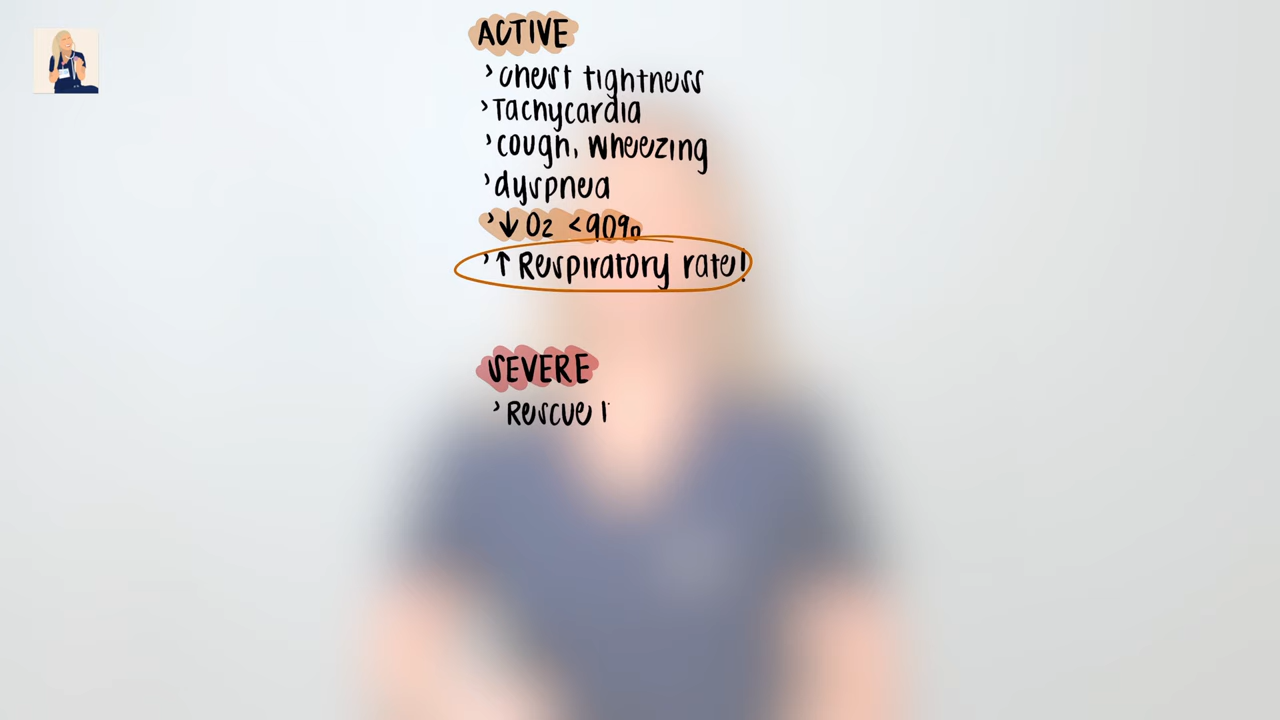 ACTIVE
› chest tightness
› Tachycardia
› cough, wheezing
› dyspnea
› ↓ O2 <90%
› ↑ Respiratory rate!
SEVERE
› Rescue